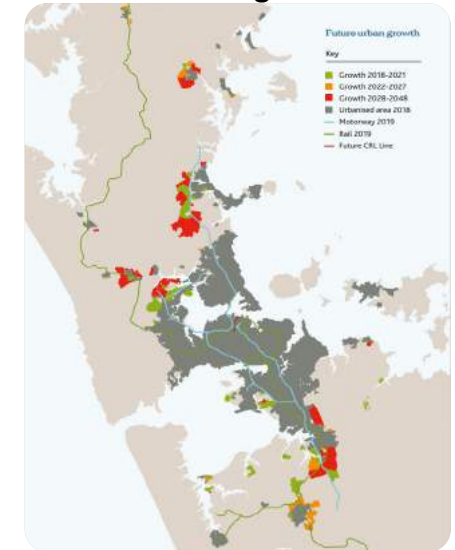 Future urban growth
Key
Growth 2018-2021
Growth 2022-2027
Growth 2028-2048
Urbanised area 2018
Motorway 2019
Rail 2019
Future CRL Line